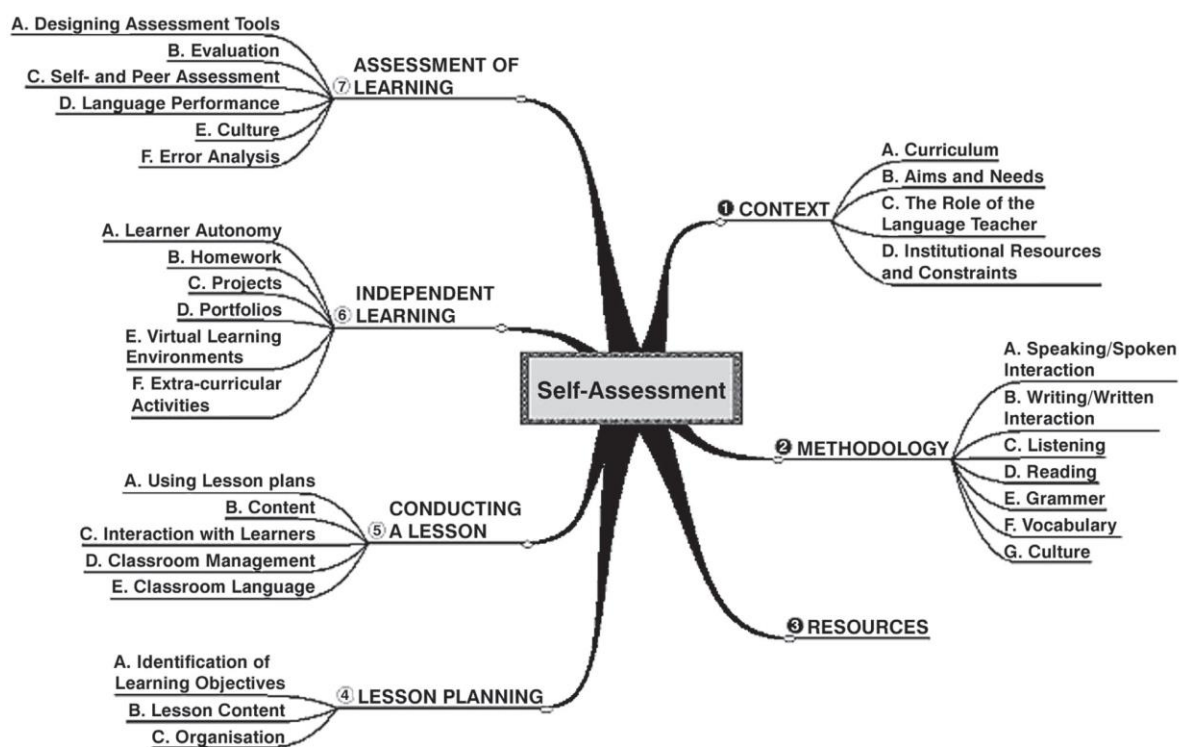 Self-Assessment
❶ CONTEXT
A. Curriculum
B. Aims and Needs
C. The Role of the
Language Teacher
D. Institutional Resources
and Constraints
❷ METHODOLOGY
A. Speaking/Spoken
Interaction
B. Writing/Written
Interaction
C. Listening
D. Reading
E. Grammer
F. Vocabulary
G. Culture
❸ RESOURCES
④ LESSON PLANNING
A. Identification of
Learning Objectives
B. Lesson Content
C. Organisation
⑤ CONDUCTING
A LESSON
A. Using Lesson plans
B. Content
C. Interaction with Learners
D. Classroom Management
E. Classroom Language
⑥ INDEPENDENT
LEARNING
A. Learner Autonomy
B. Homework
C. Projects
D. Portfolios
E. Virtual Learning
Environments
F. Extra-curricular
Activities
⑦ ASSESSMENT OF
LEARNING
A. Designing Assessment Tools
B. Evaluation
C. Self- and Peer Assessment
D. Language Performance
E. Culture
F. Error Analysis